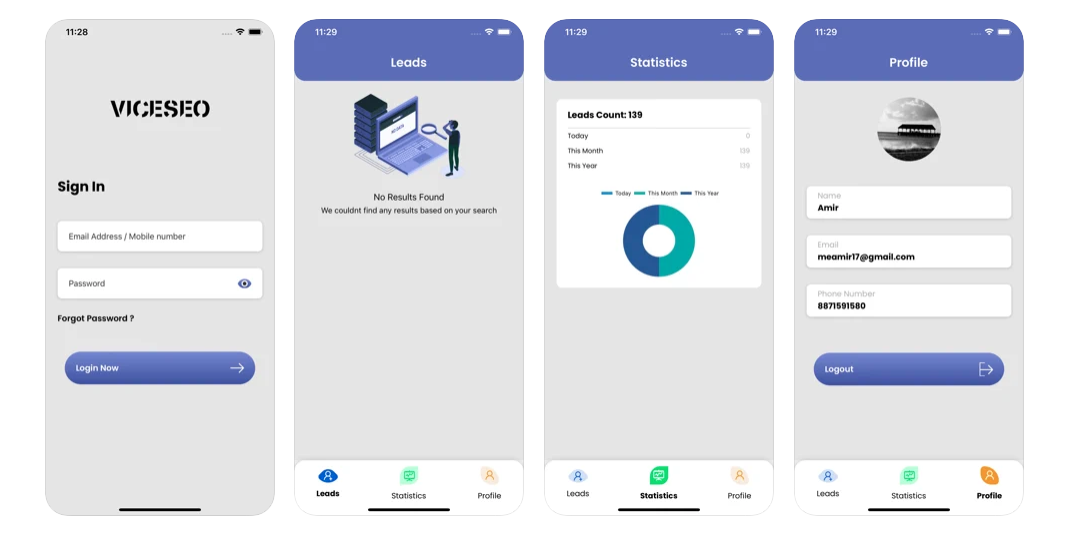 11:28
VICESEO
Sign In
Email Address / Mobile number
Password
Forgot Password ?
Login Now
11:29
Leads
NO DATA
No Results Found
We couldnt find any results based on your search
Leads
Statistics
Profile
11:29
Statistics
Leads Count: 139
Today 0
This Month 139
This Year 139
Today This Month This Year
Leads
Statistics
Profile
11:29
Profile
Name
Amir
Email
meamir17@gmail.com
Phone Number
8871591580
Logout
Leads
Statistics
Profile